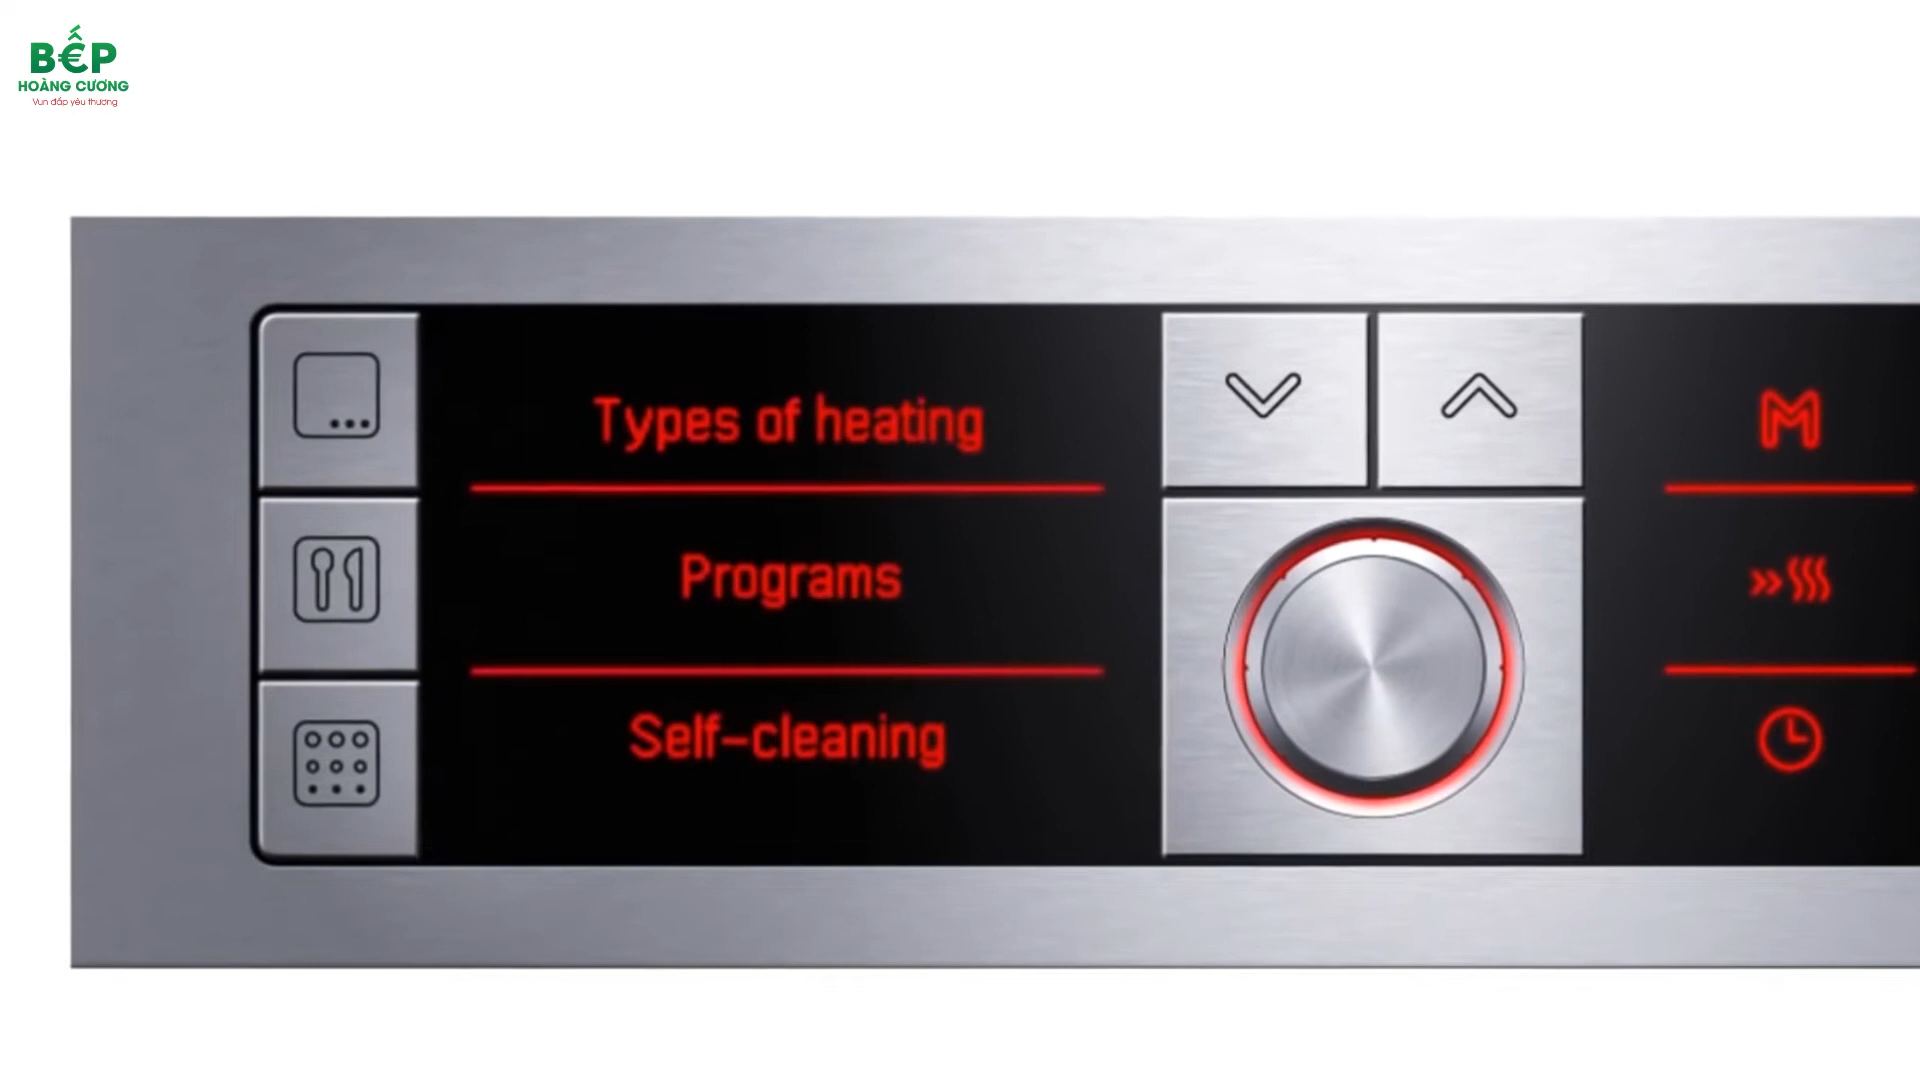 BẾP
HOÀNG CƯƠNG
Vun đắp yêu thương
Types of heating
Programs
Self-cleaning
M